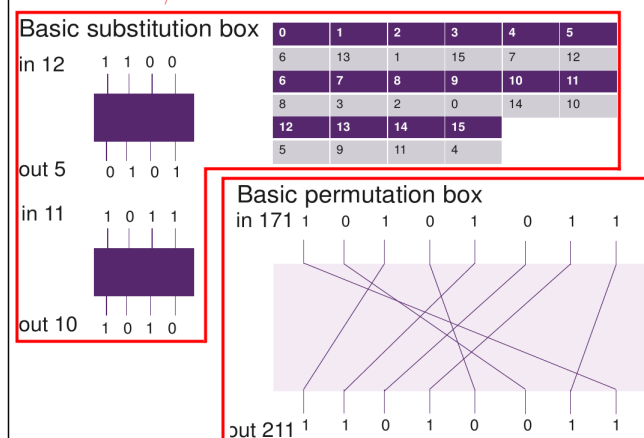 Basic substitution box
in 12 1 1 0 0
out 5 0 1 0 1
in 11 1 0 1 1
out 10 1 0 1 0
0 1 2 3 4 5
6 13 1 15 7 12
6 7 8 9 10 11
8 3 2 0 14 10
12 13 14 15
5 9 11 4
Basic permutation box
in 171 1 0 1 0 1 0 1 1
out 211 1 1 0 1 0 0 1 1